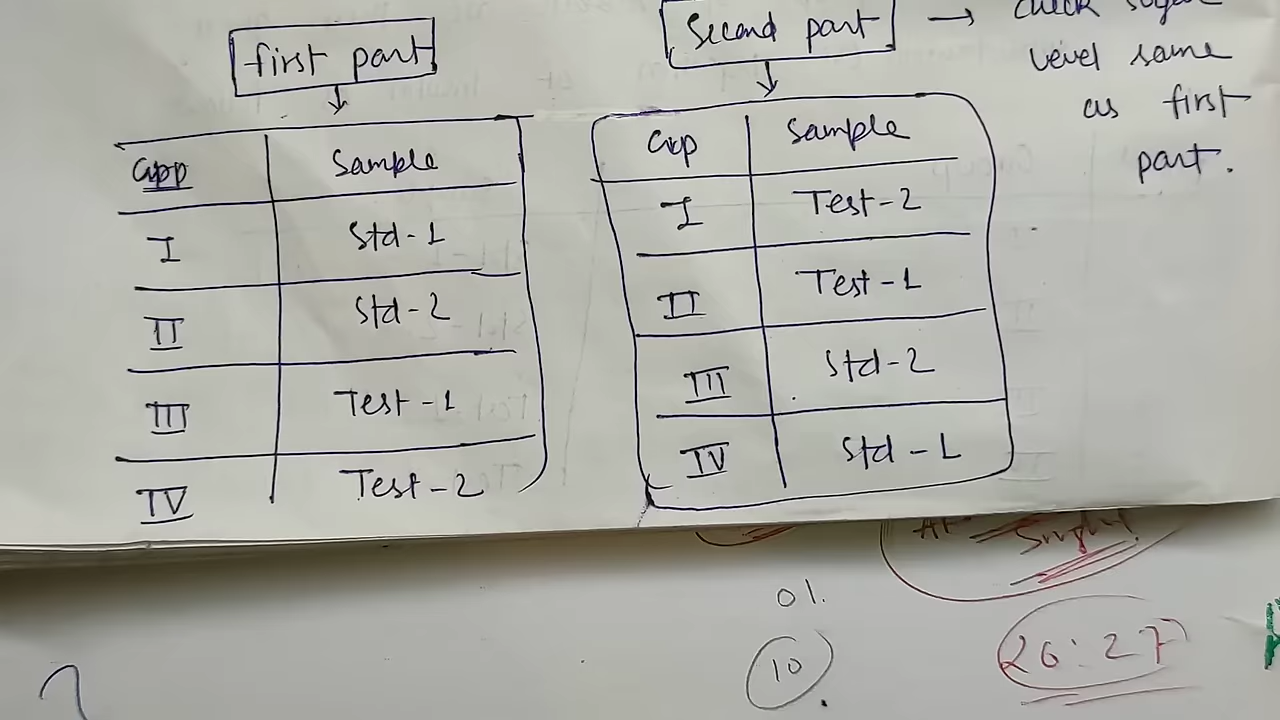 first part
Second part → check sugar
level same
as first
part.
Grp Sample
I Std-1
II Std-2
III Test-1
IV Test-2
Grp Sample
I Test-2
II Test-1
III Std-2
IV Std-1
01.
10
26:27